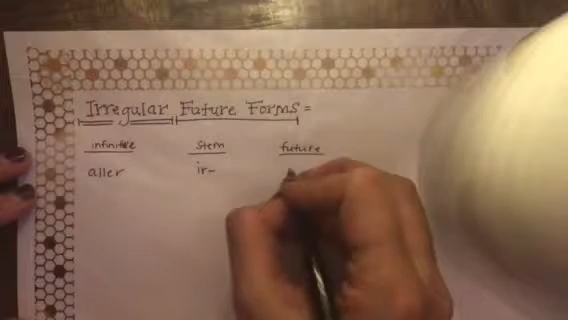 Irregular Future Forms =
infinitive stem future
aller ir-